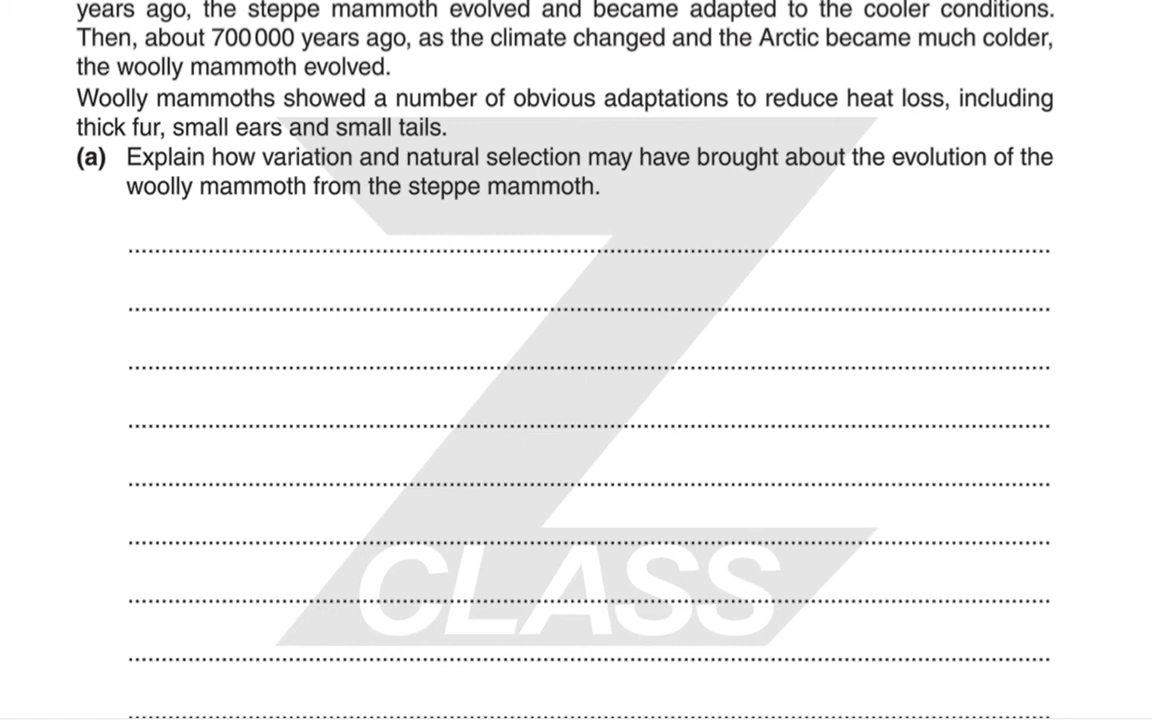 years ago, the steppe mammoth evolved and became adapted to the cooler conditions.
Then, about 700 000 years ago, as the climate changed and the Arctic became much colder,
the woolly mammoth evolved.
Woolly mammoths showed a number of obvious adaptations to reduce heat loss, including
thick fur, small ears and small tails.
(a) Explain how variation and natural selection may have brought about the evolution of the
woolly mammoth from the steppe mammoth.
Z
CLASS